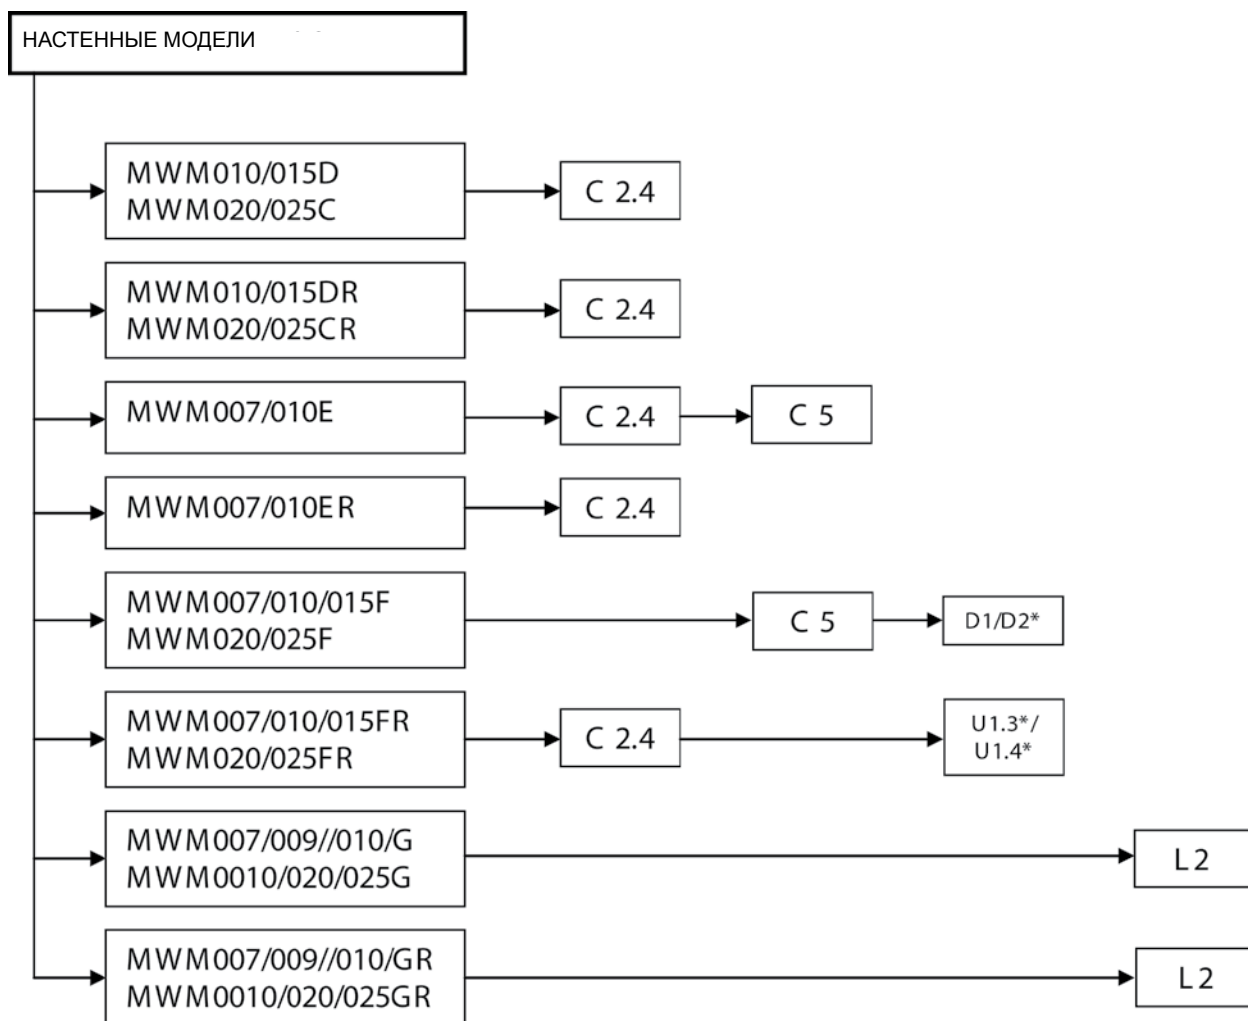 НАСТЕННЫЕ МОДЕЛИ
MWM010/015D
MWM020/025C
C 2.4
MWM010/015DR
MWM020/025CR
C 2.4
MWM007/010E
C 2.4
C 5
MWM007/010ER
C 2.4
MWM007/010/015F
MWM020/025F
C 5
D1/D2*
MWM007/010/015FR
MWM020/025FR
C 2.4
U1.3*/
U1.4*
MWM007/009//010/G
MWM0010/020/025G
L2
MWM007/009//010/GR
MWM0010/020/025GR
L2